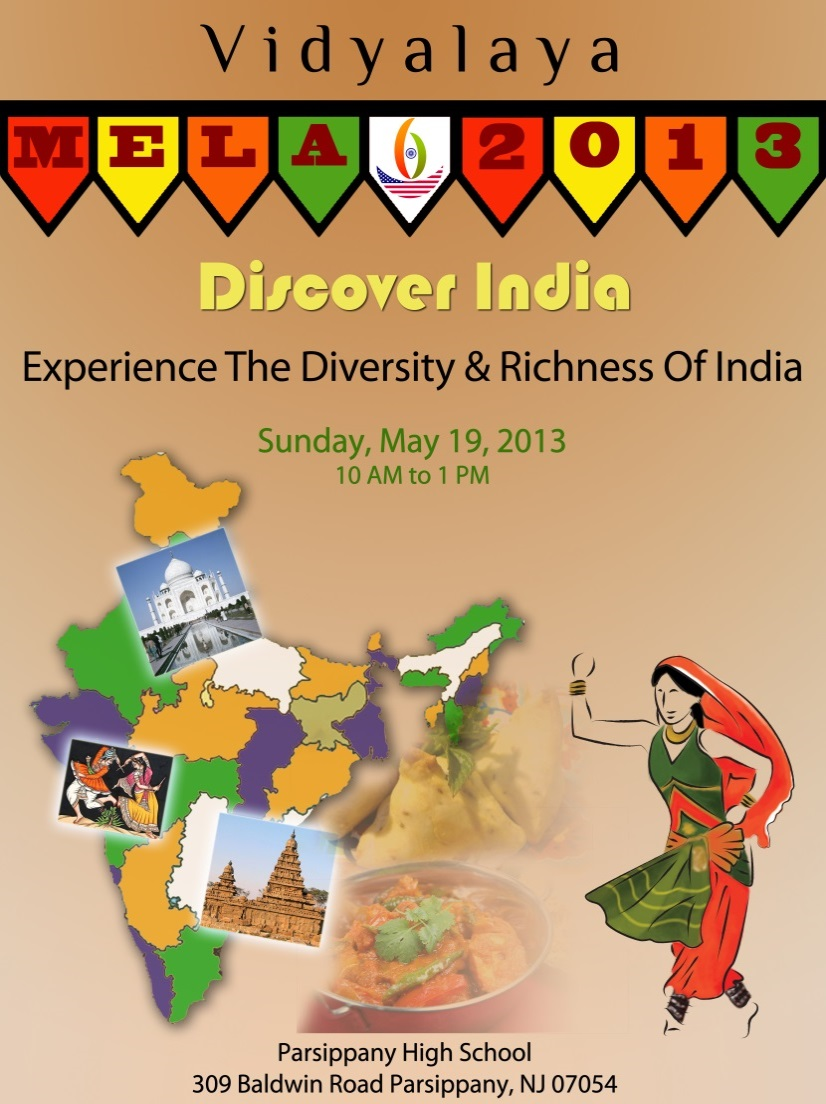 Vidyalaya
MELA 2013
Discover India
Experience The Diversity & Richness Of India
Sunday, May 19, 2013
10 AM to 1 PM
Parsippany High School
309 Baldwin Road Parsippany, NJ 07054